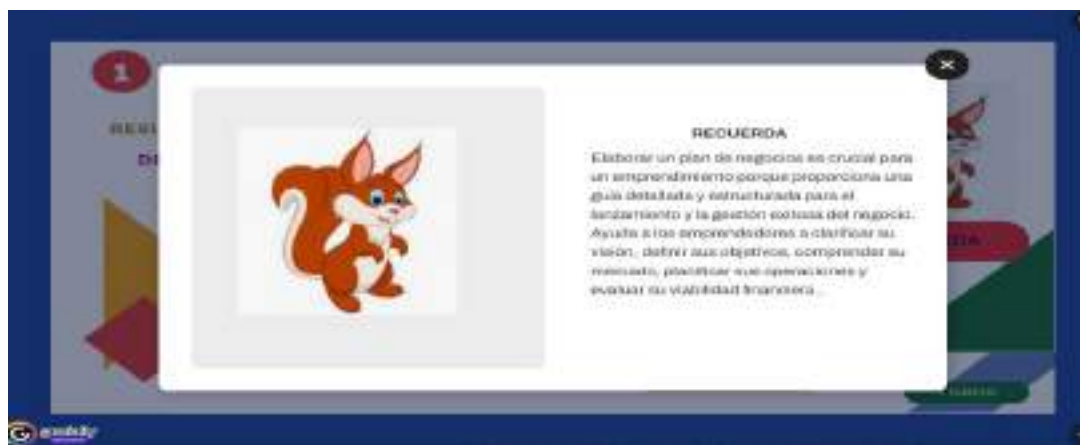 1
RECUERDA
Elaborar un plan de negocios es crucial para
un emprendimiento porque proporciona una
guía detallada y estructurada para el
lanzamiento y la gestión exitosa del negocio.
Ayuda a los emprendedores a clarificar su
visión, definir sus objetivos, comprender su
mercado, planificar sus operaciones y
evaluar su viabilidad financiera.
genially